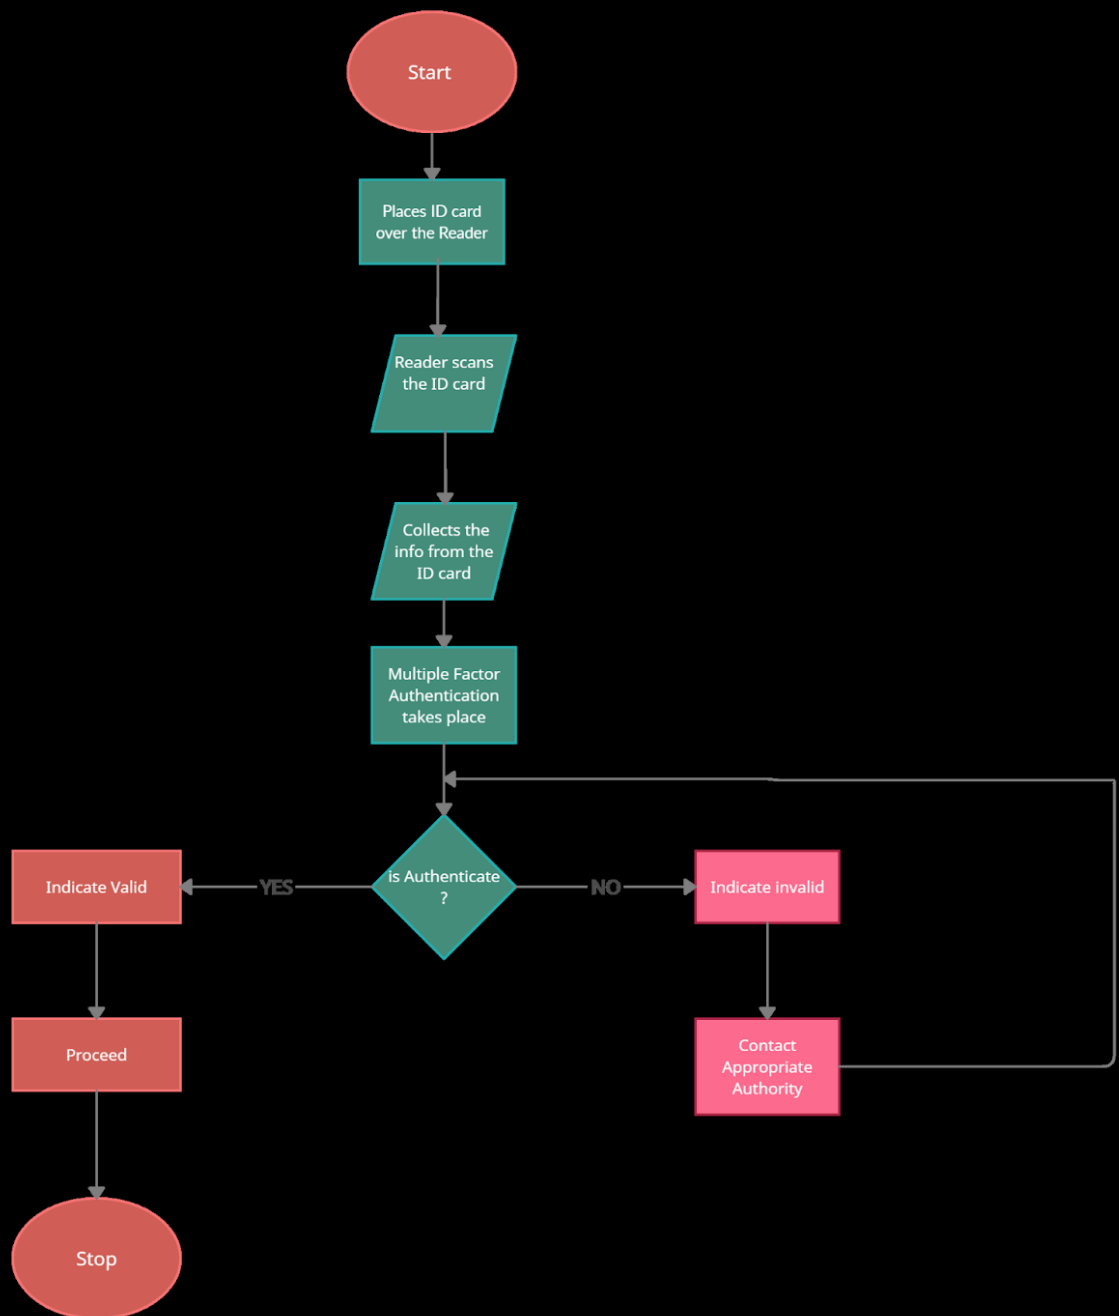 Start
Places ID card
over the Reader
Reader scans
the ID card
Collects the
info from the
ID card
Multiple Factor
Authentication
takes place
is Authenticate
?
YES
NO
Indicate Valid
Indicate invalid
Proceed
Contact
Appropriate
Authority
Stop